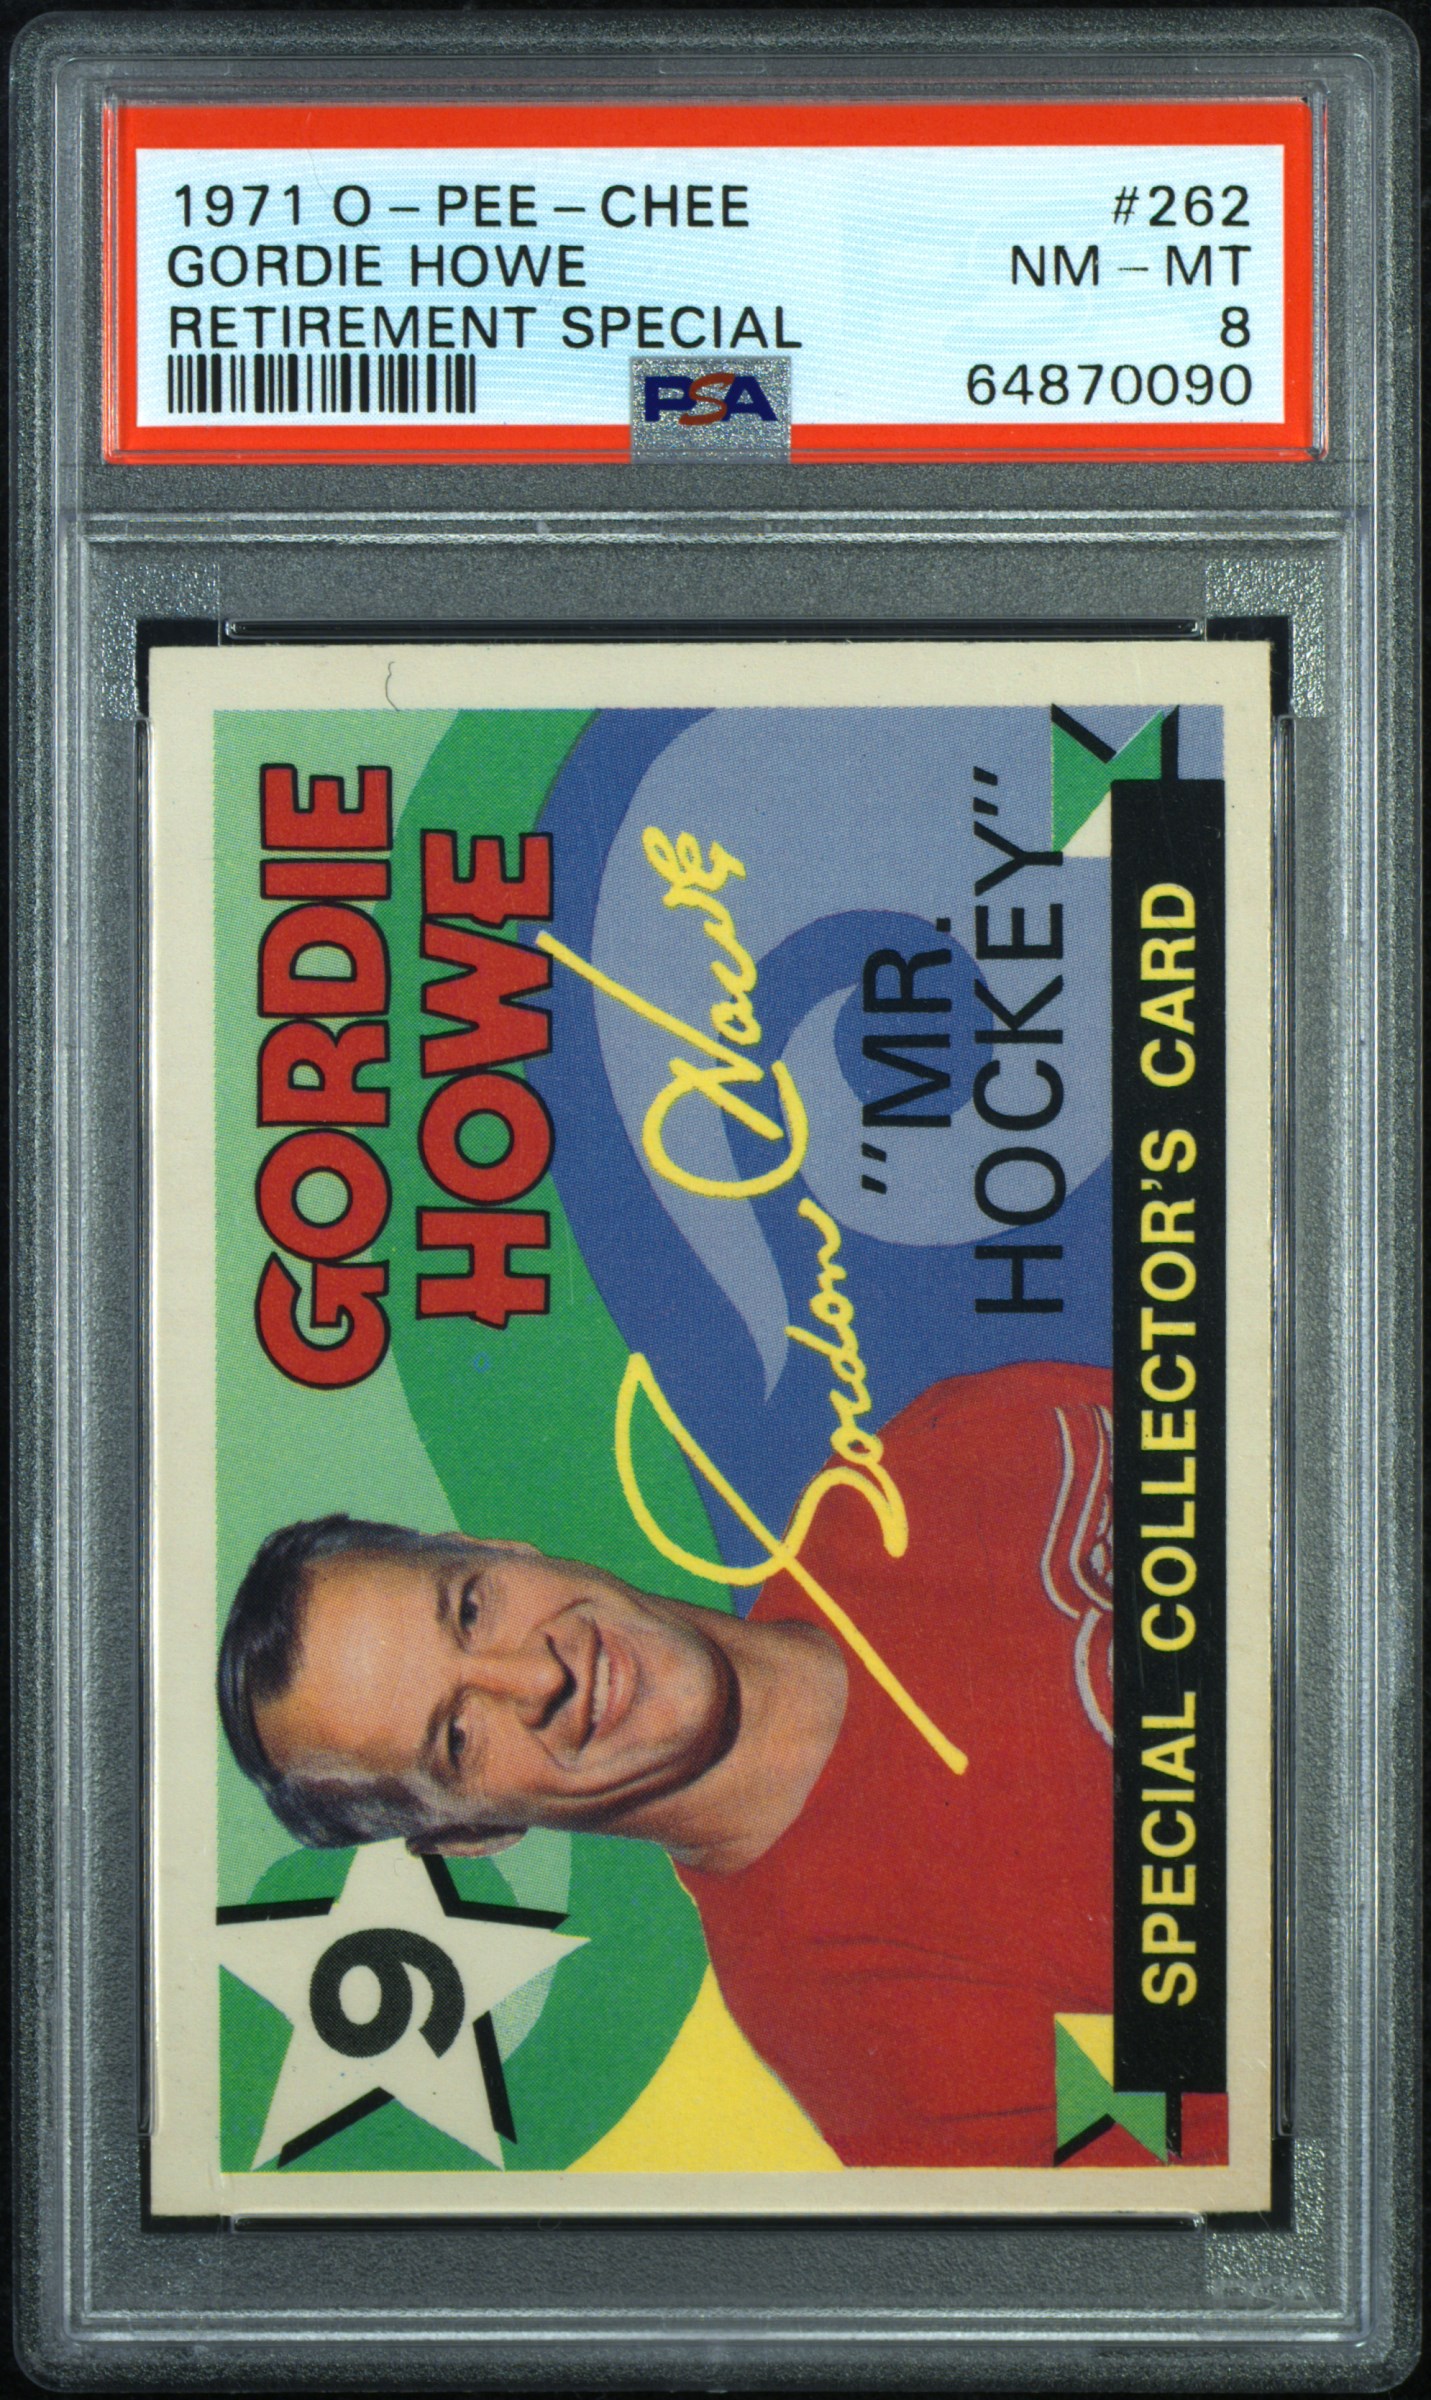 1971 O-PEE-CHEE #262
GORDIE HOWE NM-MT
RETIREMENT SPECIAL 8
PSA 64870090
GORDIE
HOWE
Gordon Howe
"MR.
HOCKEY"
9
SPECIAL COLLECTOR'S CARD
PSA